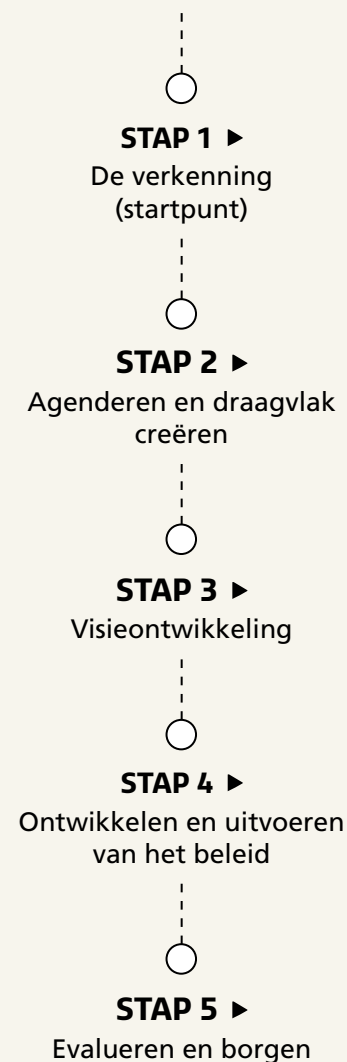 STAP 1 ▶
De verkenning
(startpunt)
STAP 2 ▶
Agenderen en draagvlak
creëren
STAP 3 ▶
Visieontwikkeling
STAP 4 ▶
Ontwikkelen en uitvoeren
van het beleid
STAP 5 ▶
Evalueren en borgen